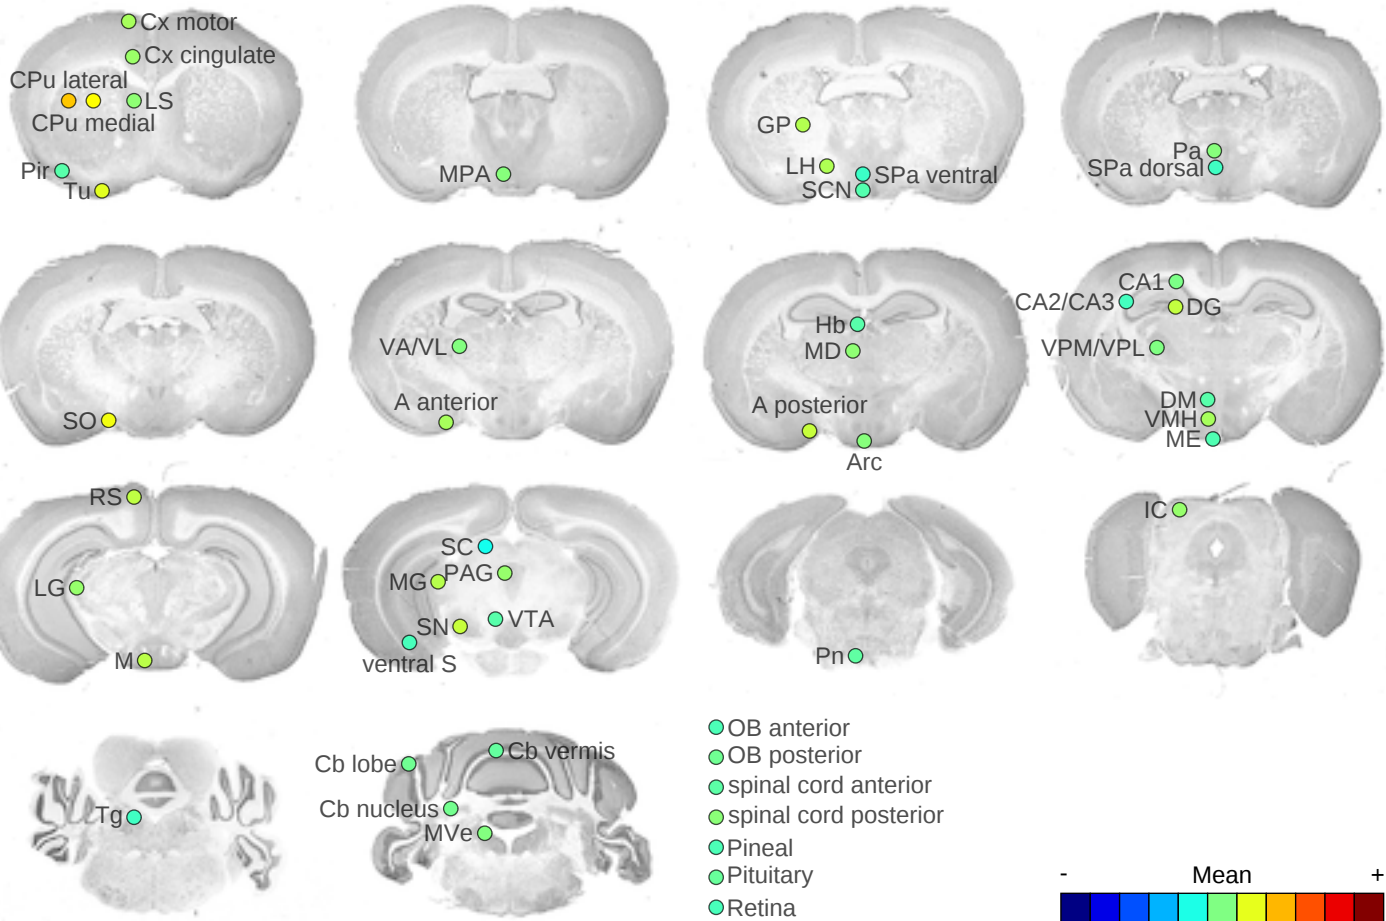 Cx motor
Cx cingulate
CPu lateral
LS
CPu medial
Pir
Tu
MPA
GP
LH
SPa ventral
SCN
Pa
SPa dorsal
SO
VA/VL
A anterior
Hb
MD
A posterior
Arc
CA1
CA2/CA3
DG
VPM/VPL
DM
VMH
ME
RS
LG
M
SC
MG
PAG
SN
VTA
ventral S
Pn
IC
Tg
Cb lobe
Cb vermis
Cb nucleus
MVe
OB anterior
OB posterior
spinal cord anterior
spinal cord posterior
Pineal
Pituitary
Retina
- Mean +